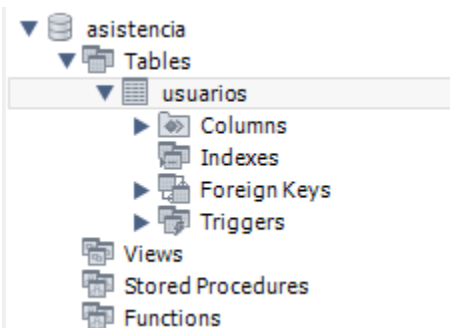 asistencia
Tables
usuarios
Columns
Indexes
Foreign Keys
Triggers
Views
Stored Procedures
Functions